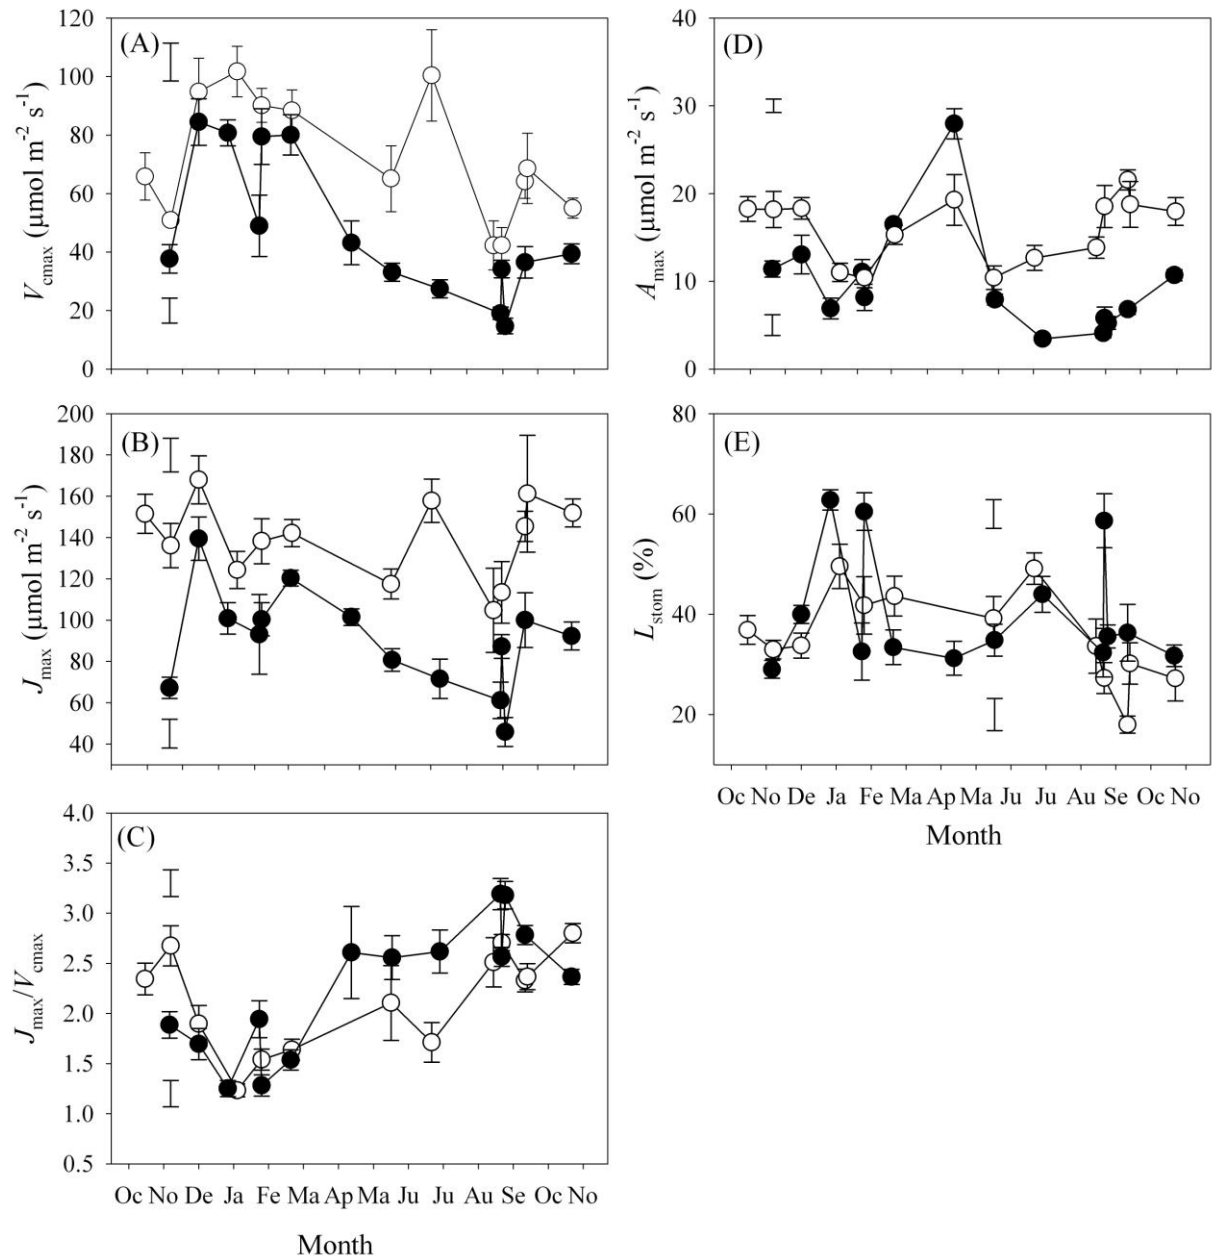 (A)
120
100
80
60
40
20
0
Vcmax (μmol m-2 s-1)
(D)
40
30
20
10
0
Amax (μmol m-2 s-1)
(B)
200
180
160
140
120
100
80
60
40
Jmax (μmol m-2 s-1)
(E)
80
60
40
20
Lstom (%)
Oc No De Ja Fe Ma Ap Ma Ju Ju Au Se Oc No
Month
(C)
4.0
3.5
3.0
2.5
2.0
1.5
1.0
0.5
Jmax/Vcmax
Oc No De Ja Fe Ma Ap Ma Ju Ju Au Se Oc No
Month